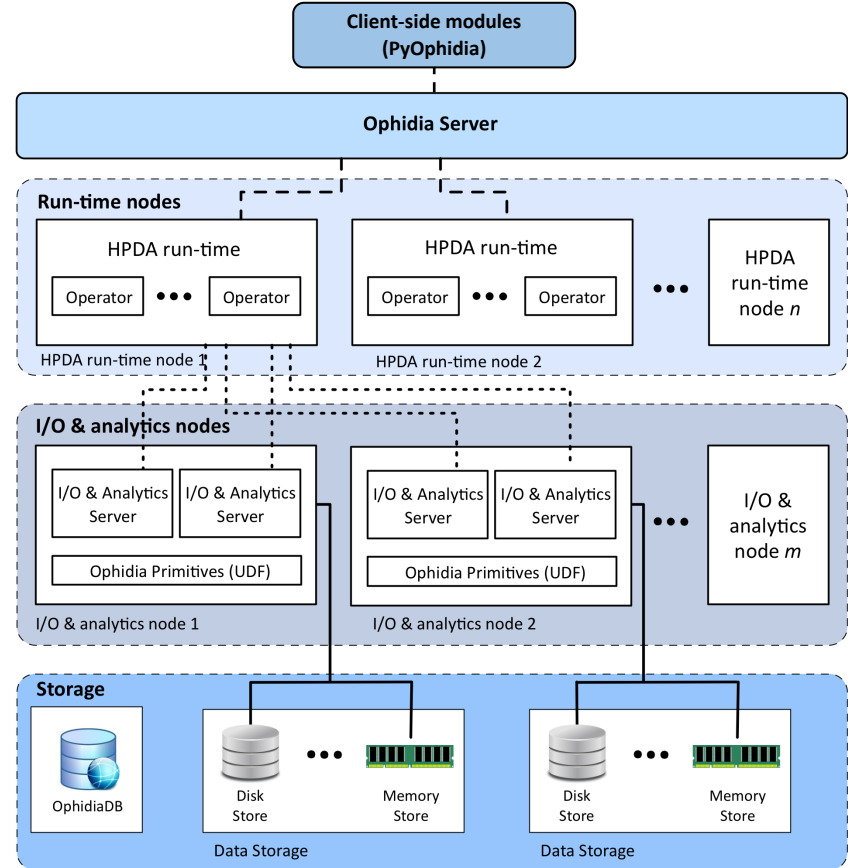 Client-side modules
(PyOphidia)
Ophidia Server
Run-time nodes
HPDA run-time
Operator ••• Operator
HPDA run-time node 1
HPDA run-time
Operator ••• Operator
HPDA run-time node 2
•••
HPDA
run-time
node n
I/O & analytics nodes
I/O & Analytics
Server
I/O & Analytics
Server
Ophidia Primitives (UDF)
I/O & analytics node 1
I/O & Analytics
Server
I/O & Analytics
Server
Ophidia Primitives (UDF)
I/O & analytics node 2
•••
I/O &
analytics
node m
Storage
OphidiaDB
•••
Disk
Store
Memory
Store
Data Storage
•••
Disk
Store
Memory
Store
Data Storage